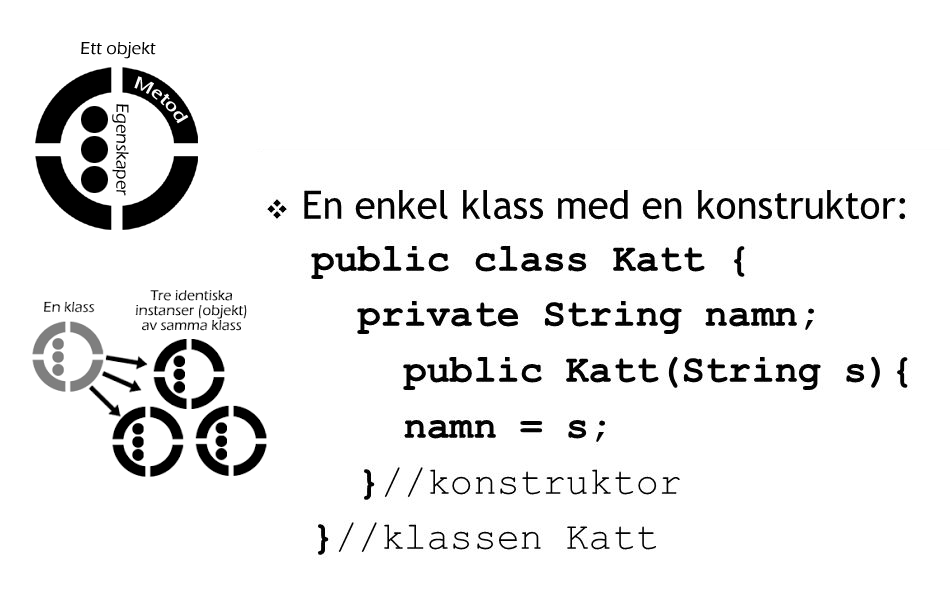 Ett objekt
Metod
Egenskaper
En klass
Tre identiska
instanser (objekt)
av samma klass
❖ En enkel klass med en konstruktor:
public class Katt {
private String namn;
public Katt(String s){
namn = s;
}//konstruktor
}//klassen Katt